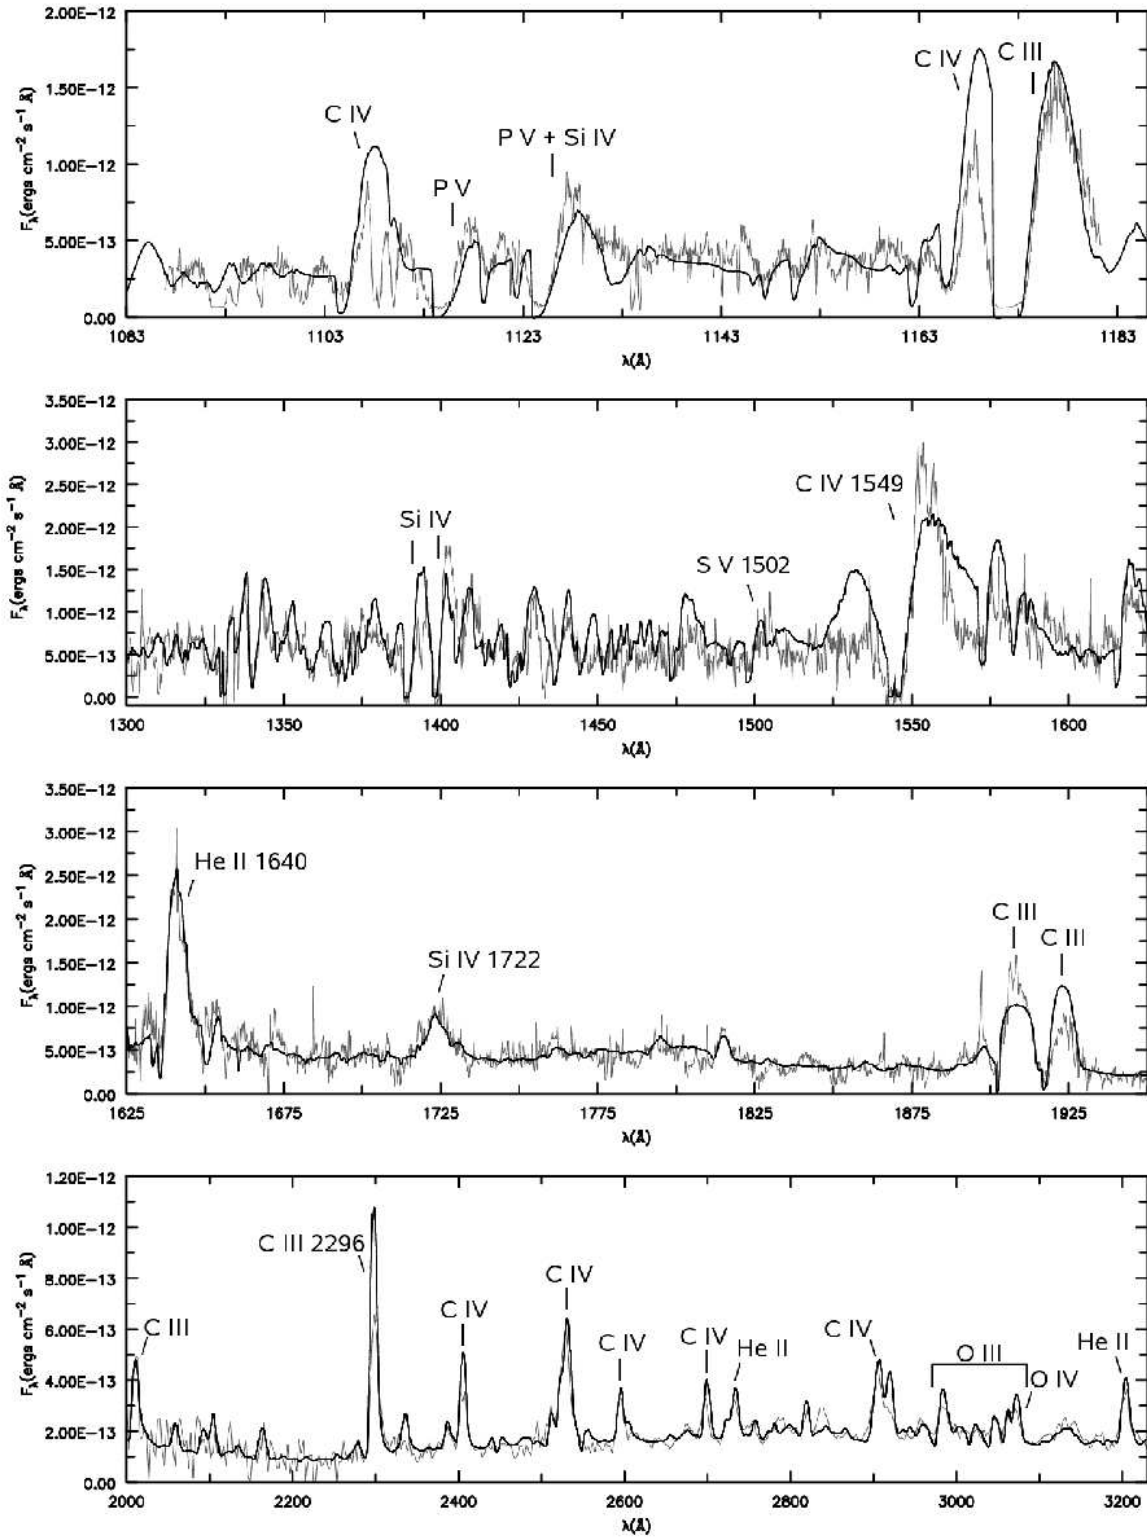 2.00E-12
1.50E-12
1.00E-12
5.00E-13
0.00
Fλ(ergs cm⁻² s⁻¹ Å)
C IV
P V
P V + Si IV
C IV
C III
1083
1103
1123
1143
1163
1183
λ(Å)
3.50E-12
3.00E-12
2.50E-12
2.00E-12
1.50E-12
1.00E-12
5.00E-13
0.00
Fλ(ergs cm⁻² s⁻¹ Å)
Si IV
S V 1502
C IV 1549
1300
1350
1400
1450
1500
1550
1600
λ(Å)
3.50E-12
3.00E-12
2.50E-12
2.00E-12
1.50E-12
1.00E-12
5.00E-13
0.00
Fλ(ergs cm⁻² s⁻¹ Å)
He II 1640
Si IV 1722
C III
C III
1625
1675
1725
1775
1825
1875
1925
λ(Å)
1.20E-12
1.00E-12
8.00E-13
6.00E-13
4.00E-13
2.00E-13
0.00
Fλ(ergs cm⁻² s⁻¹ Å)
C III
C III 2296
C IV
C IV
C IV
C IV
He II
C IV
O III
O IV
He II
2000
2200
2400
2600
2800
3000
3200
λ(Å)